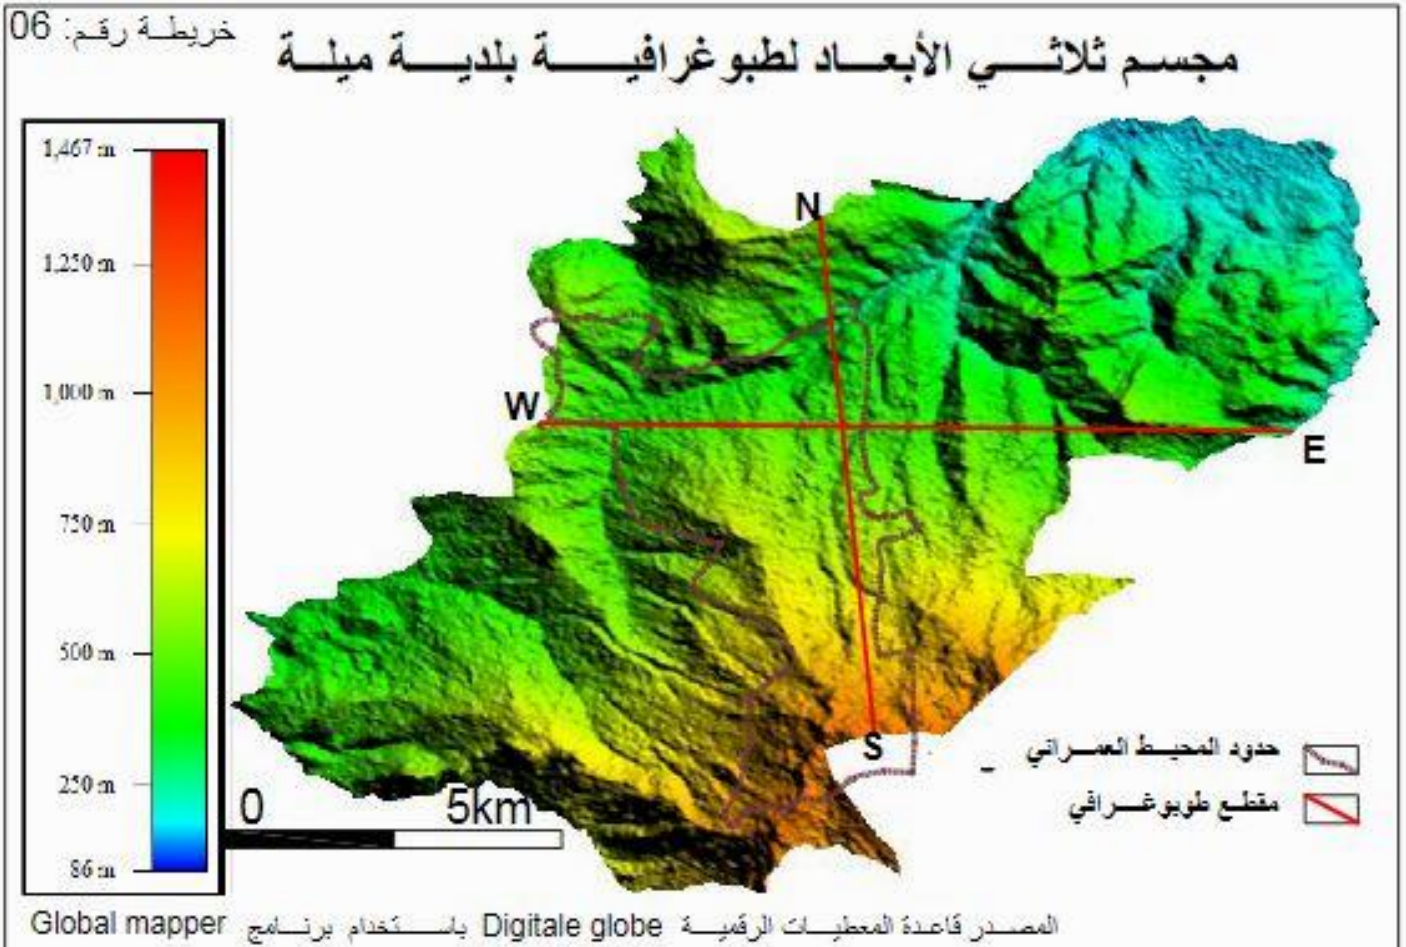 خريطة رقم: 06
مجسم ثلاثي الأبعاد لطبوغرافية بلدية ميلة
1,467 m
1,250 m
1,000 m
750 m
500 m
250 m
86 m
N
W
E
S
0 5km
حدود المحيط العمراني
مقطع طوبوغرافي
المصدر قاعدة المعطيات الرقمية Digitale globe باستخدام برنامج Global mapper